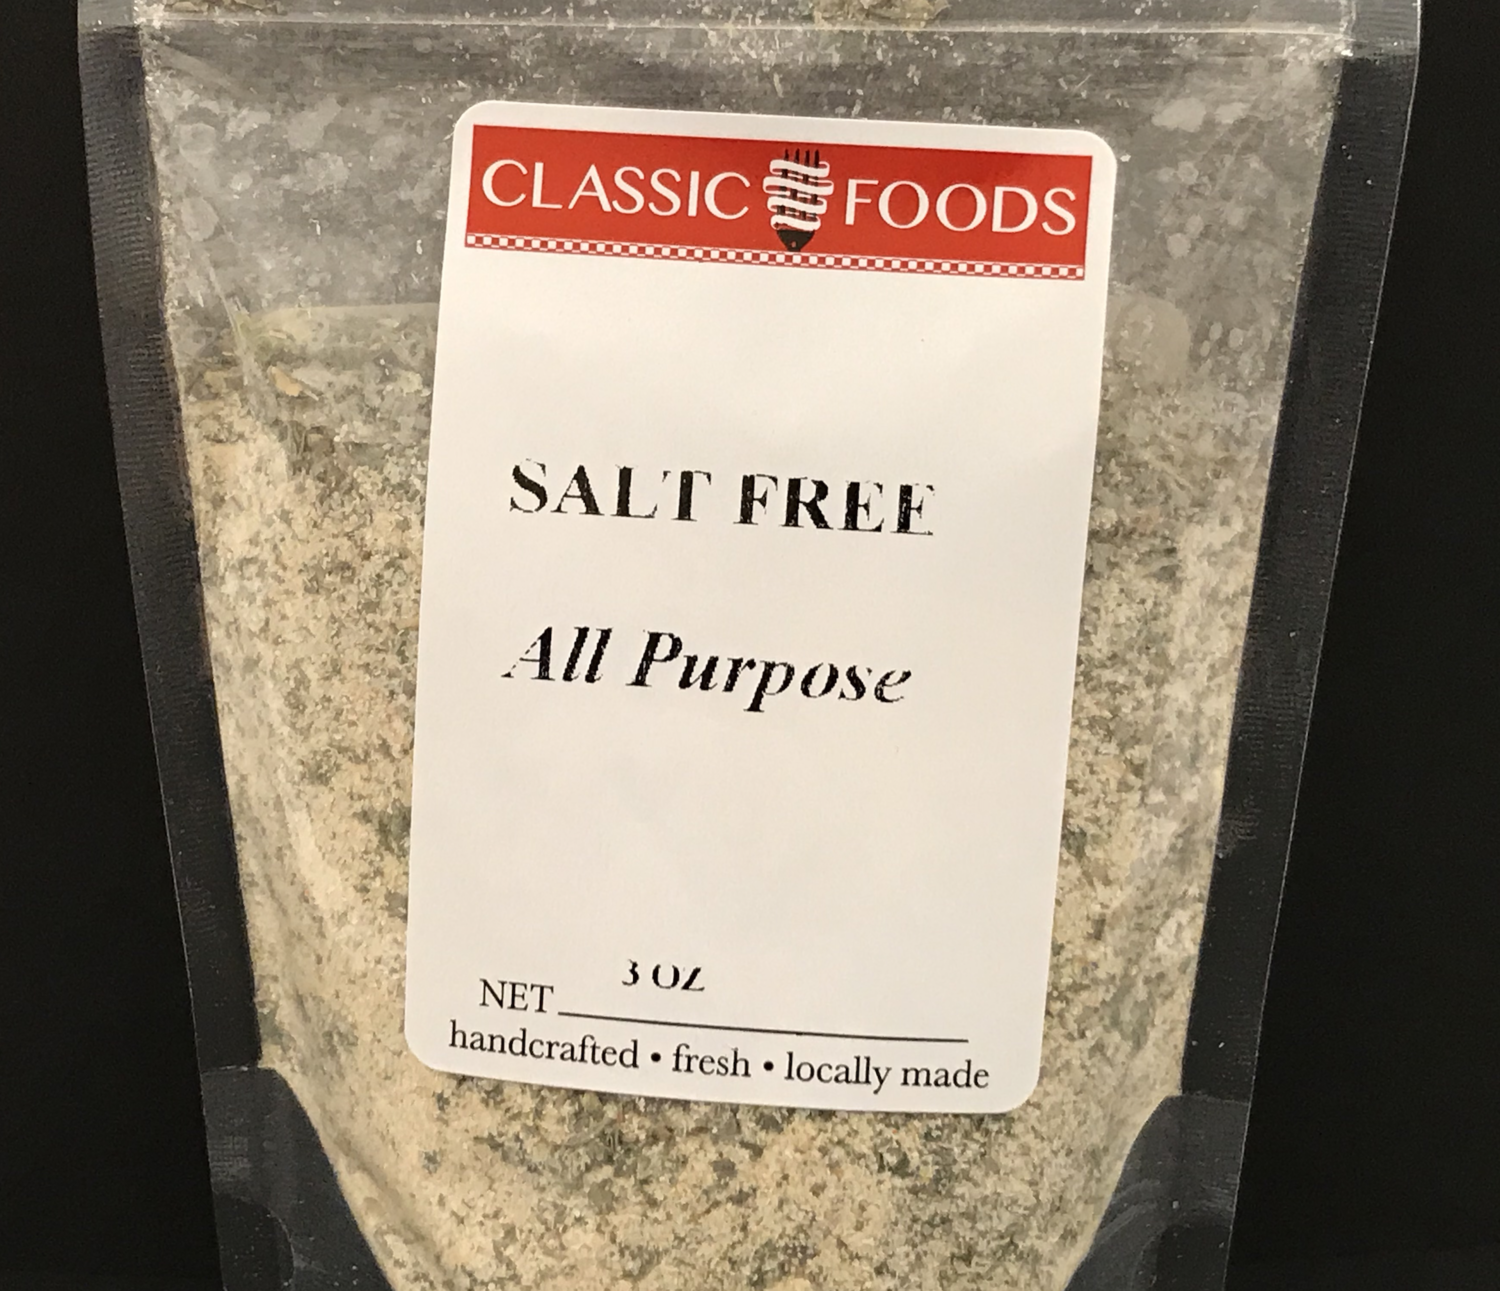 CLASSIC FOODS
SALT FREE
All Purpose
3 OZ
NET
handcrafted • fresh • locally made